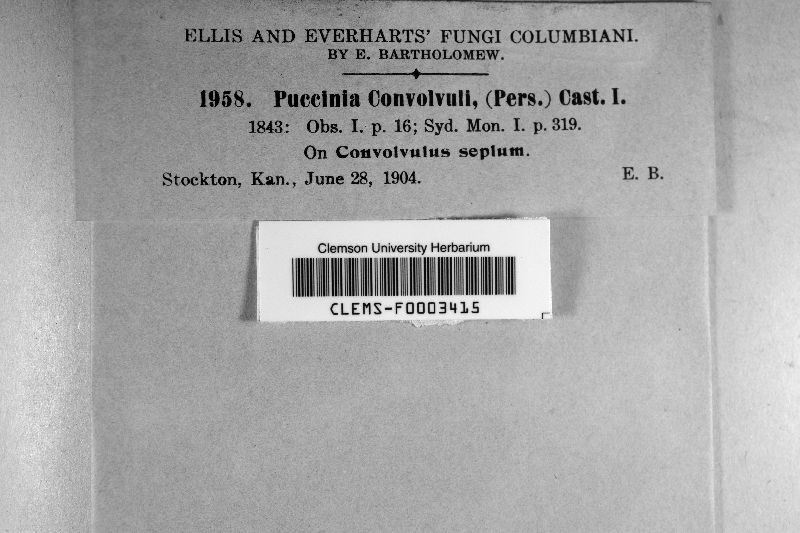 ELLIS AND EVERHARTS' FUNGI COLUMBIANI.
BY E. BARTHOLOMEW.
1958. Puccinia Convolvuli, (Pers.) Cast. I.
1843: Obs. I. p. 16; Syd. Mon. I. p. 319.
On Convolvulus sepium.
Stockton, Kan., June 28, 1904. E. B.
Clemson University Herbarium
CLEMS-F0003415